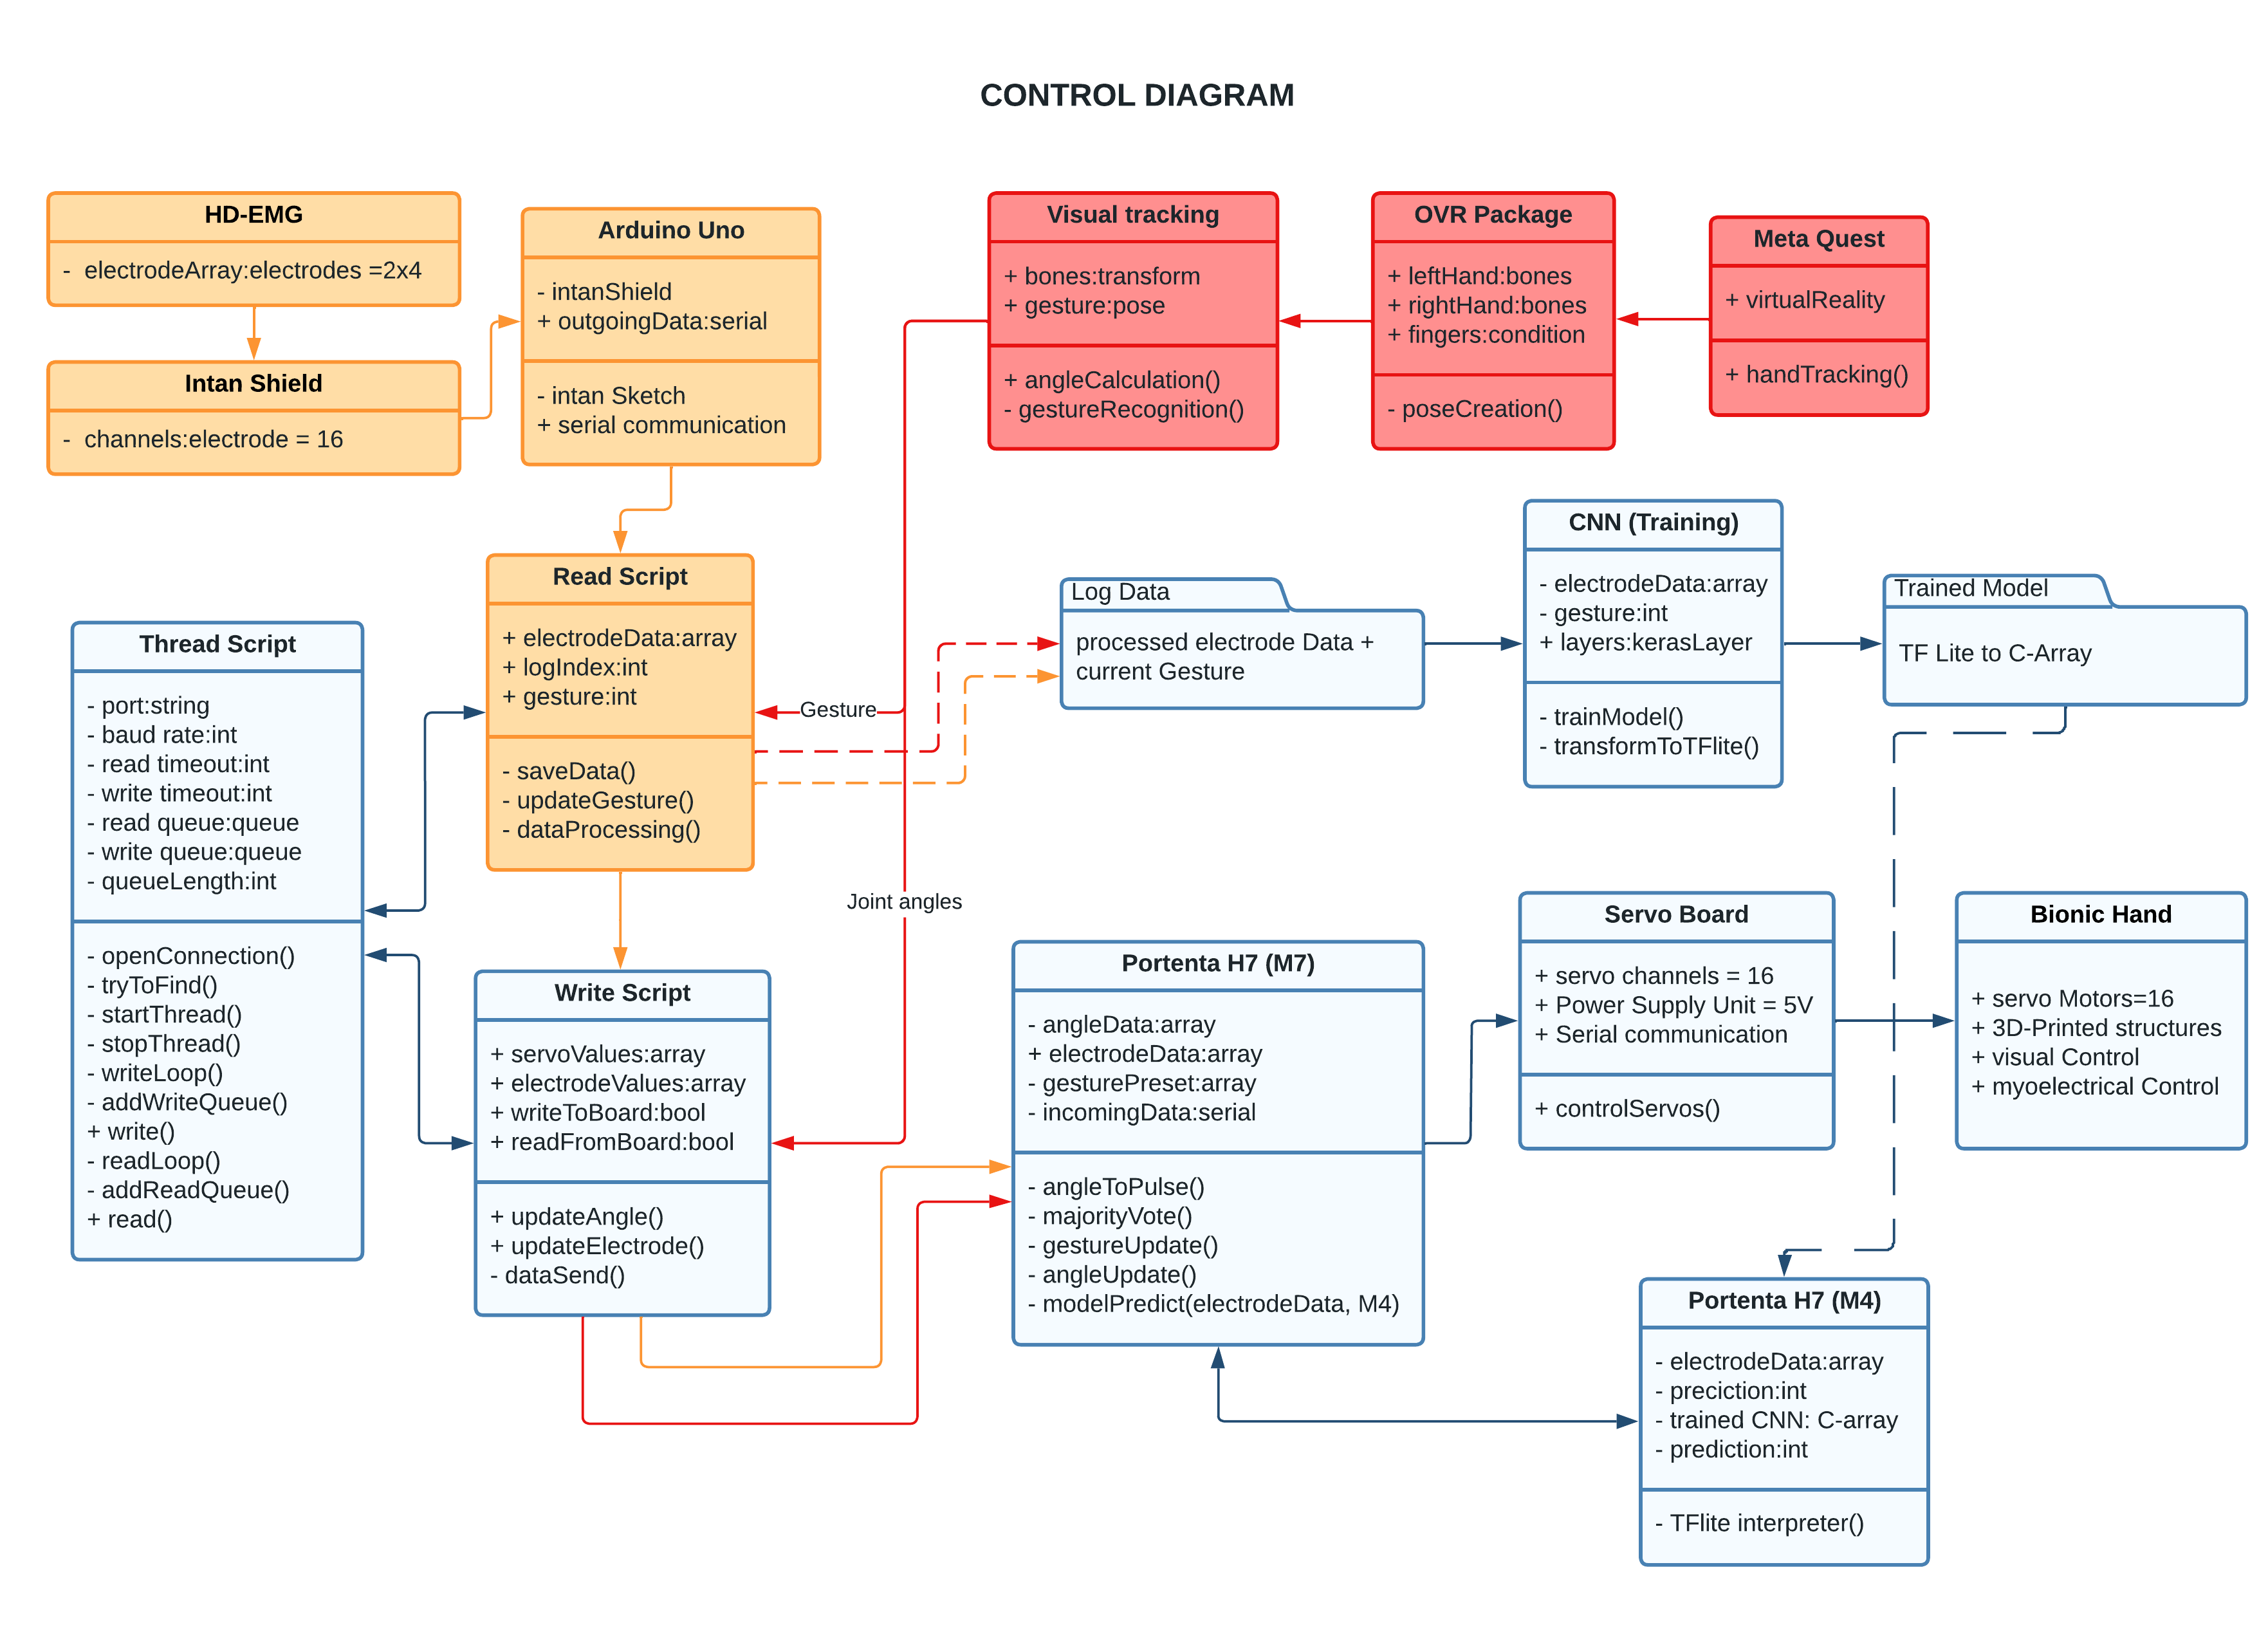 CONTROL DIAGRAM
HD-EMG
- electrodeArray:electrodes =2x4
Intan Shield
- channels:electrode = 16
Arduino Uno
- intanShield
+ outgoingData:serial
- intan Sketch
+ serial communication
Visual tracking
+ bones:transform
+ gesture:pose
+ angleCalculation()
- gestureRecognition()
OVR Package
+ leftHand:bones
+ rightHand:bones
+ fingers:condition
- poseCreation()
Meta Quest
+ virtualReality
+ handTracking()
Read Script
+ electrodeData:array
+ logIndex:int
+ gesture:int
- saveData()
- updateGesture()
- dataProcessing()
Gesture
Joint angles
Log Data
processed electrode Data +
current Gesture
CNN (Training)
- electrodeData:array
- gesture:int
+ layers:kerasLayer
- trainModel()
- transformToTFlite()
Trained Model
TF Lite to C-Array
Thread Script
- port:string
- baud rate:int
- read timeout:int
- write timeout:int
- read queue:queue
- write queue:queue
- queueLength:int
- openConnection()
- tryToFind()
- startThread()
- stopThread()
- writeLoop()
- addWriteQueue()
+ write()
- readLoop()
- addReadQueue()
+ read()
Write Script
+ servoValues:array
+ electrodeValues:array
+ writeToBoard:bool
+ readFromBoard:bool
+ updateAngle()
+ updateElectrode()
- dataSend()
Portenta H7 (M7)
- angleData:array
+ electrodeData:array
- gesturePreset:array
- incomingData:serial
- angleToPulse()
- majorityVote()
- gestureUpdate()
- angleUpdate()
- modelPredict(electrodeData, M4)
Servo Board
+ servo channels = 16
+ Power Supply Unit = 5V
+ Serial communication
+ controlServos()
Bionic Hand
+ servo Motors=16
+ 3D-Printed structures
+ visual Control
+ myoelectrical Control
Portenta H7 (M4)
- electrodeData:array
- preciction:int
- trained CNN: C-array
- prediction:int
- TFlite interpreter()